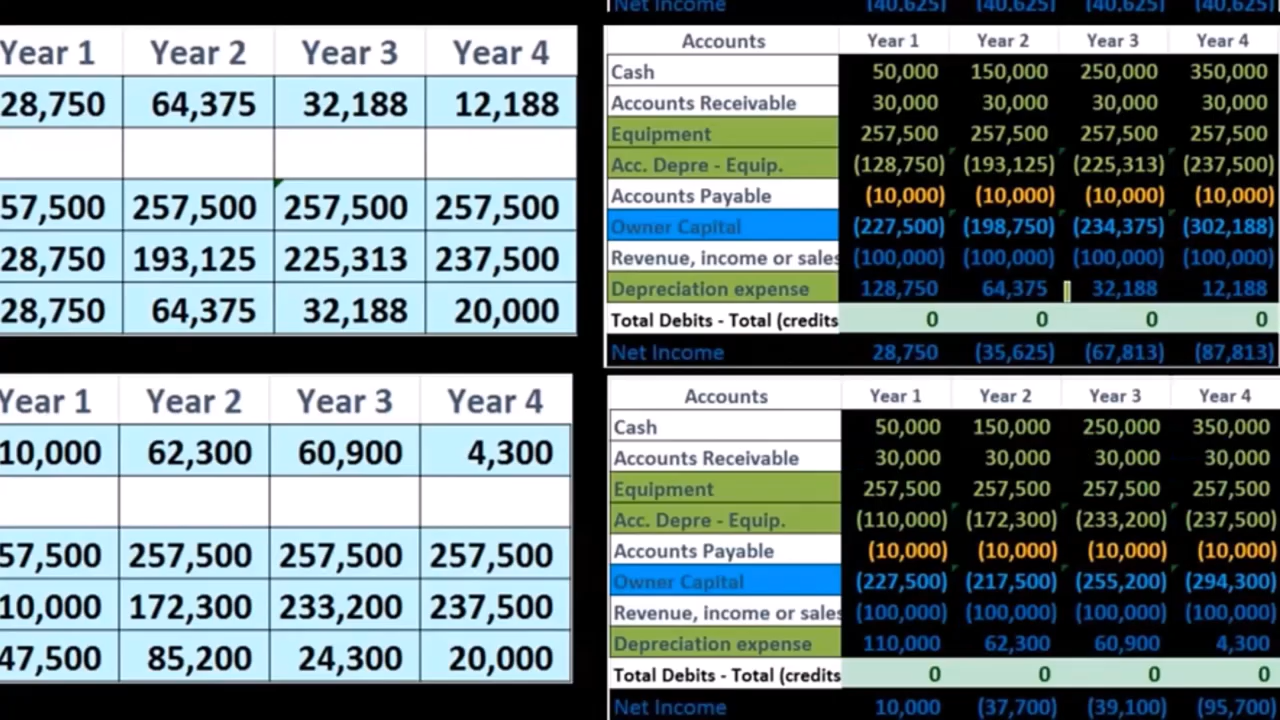 Net Income (40,625) (40,625) (40,625) (40,625)
Year 1 Year 2 Year 3 Year 4
28,750 64,375 32,188 12,188
57,500 257,500 257,500 257,500
28,750 193,125 225,313 237,500
28,750 64,375 32,188 20,000
Accounts Year 1 Year 2 Year 3 Year 4
Cash 50,000 150,000 250,000 350,000
Accounts Receivable 30,000 30,000 30,000 30,000
Equipment 257,500 257,500 257,500 257,500
Acc. Depre - Equip. (128,750) (193,125) (225,313) (237,500)
Accounts Payable (10,000) (10,000) (10,000) (10,000)
Owner Capital (227,500) (198,750) (234,375) (302,188)
Revenue, income or sales (100,000) (100,000) (100,000) (100,000)
Depreciation expense 128,750 64,375 32,188 12,188
Total Debits - Total (credits 0 0 0 0
Net Income 28,750 (35,625) (67,813) (87,813)
Year 1 Year 2 Year 3 Year 4
10,000 62,300 60,900 4,300
57,500 257,500 257,500 257,500
10,000 172,300 233,200 237,500
47,500 85,200 24,300 20,000
Accounts Year 1 Year 2 Year 3 Year 4
Cash 50,000 150,000 250,000 350,000
Accounts Receivable 30,000 30,000 30,000 30,000
Equipment 257,500 257,500 257,500 257,500
Acc. Depre - Equip. (110,000) (172,300) (233,200) (237,500)
Accounts Payable (10,000) (10,000) (10,000) (10,000)
Owner Capital (227,500) (217,500) (255,200) (294,300)
Revenue, income or sales (100,000) (100,000) (100,000) (100,000)
Depreciation expense 110,000 62,300 60,900 4,300
Total Debits - Total (credits 0 0 0 0
Net Income 10,000 (37,700) (39,100) (95,700)